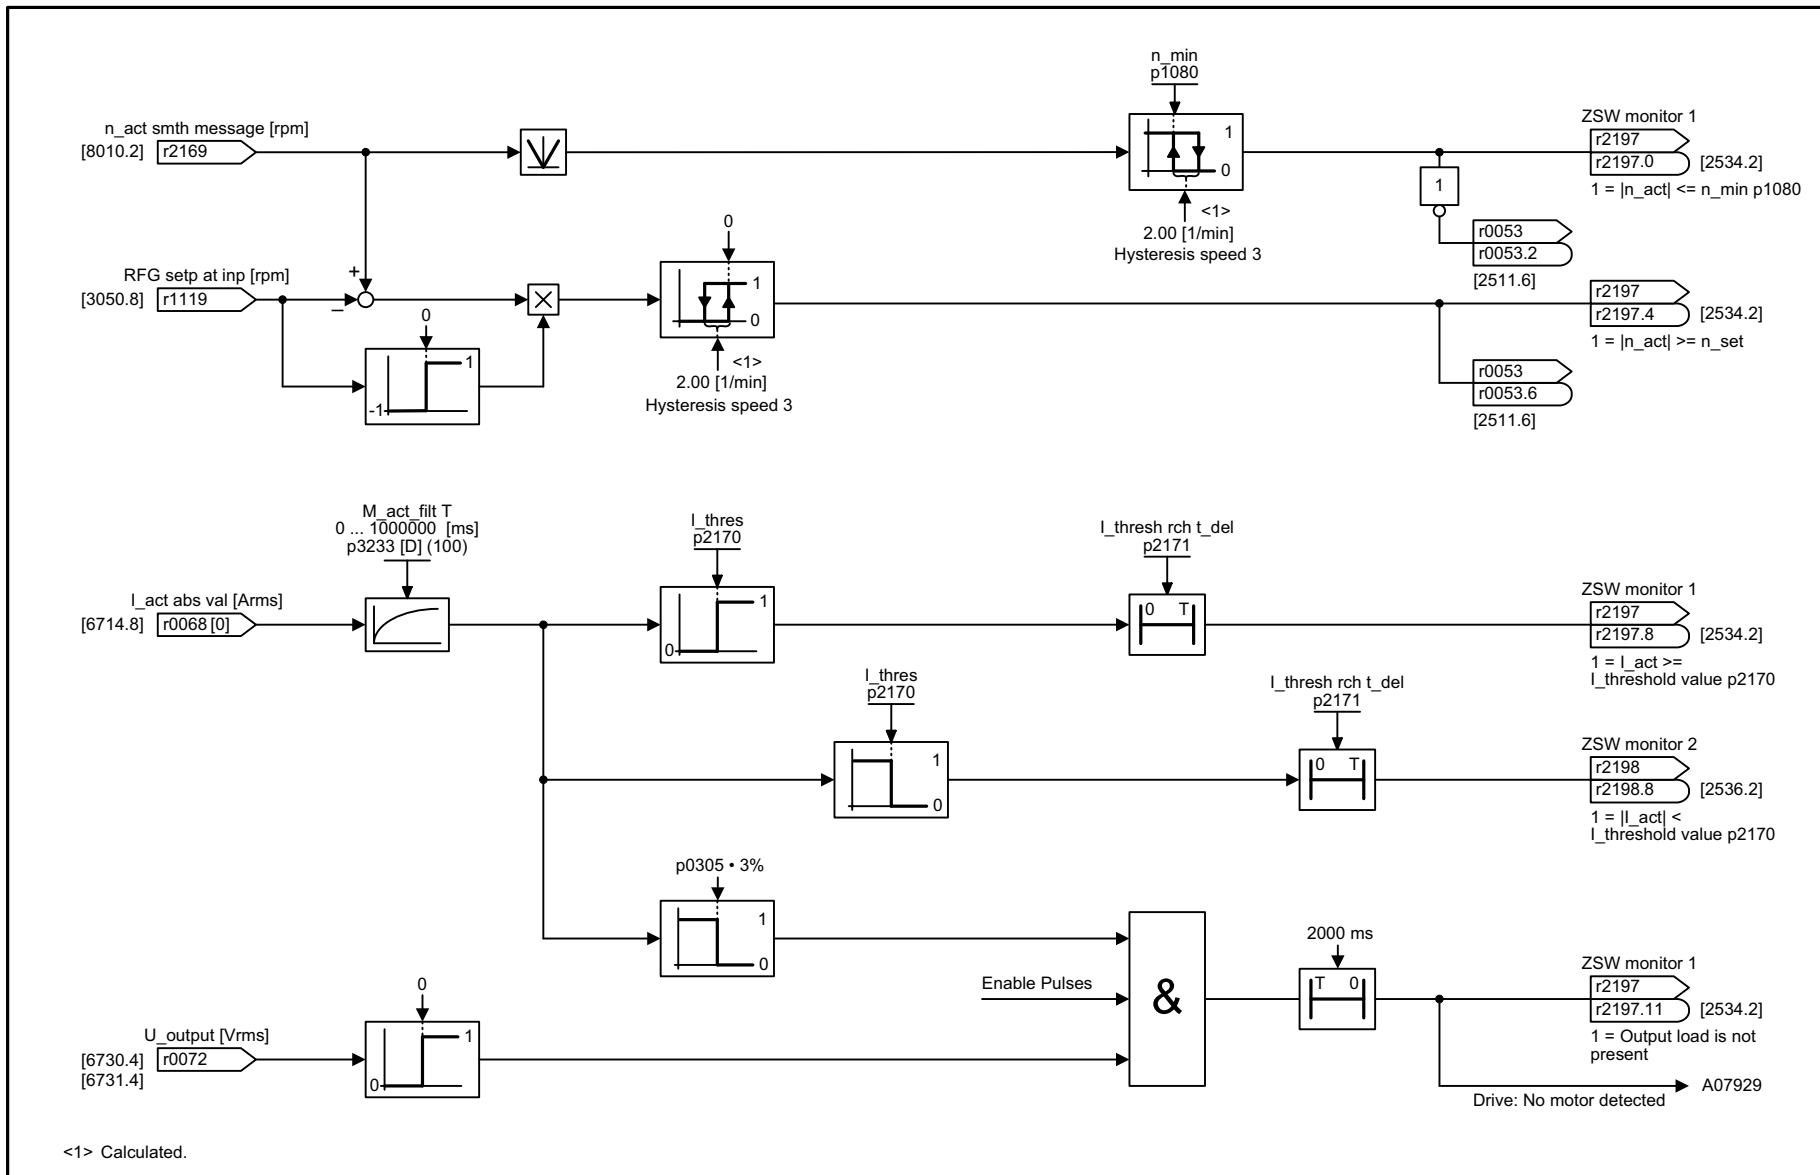 n_min
p1080
n_act smth message [rpm]
[8010.2]
r2169
1
0
ZSW monitor 1
r2197
r2197.0
[2534.2]
1 = |n_act| <= n_min p1080
1
<1>
2.00 [1/min]
Hysteresis speed 3
r0053
r0053.2
[2511.6]
RFG setp at inp [rpm]
[3050.8]
r1119
+
–
0
1
0
<1>
2.00 [1/min]
Hysteresis speed 3
0
1
-1
r2197
r2197.4
[2534.2]
1 = |n_act| >= n_set
r0053
r0053.6
[2511.6]
M_act_filt T
0 ... 1000000 [ms]
p3233 [D] (100)
I_thres
p2170
I_thresh rch t_del
p2171
I_act abs val [Arms]
[6714.8]
r0068 [0]
1
0
0 T
ZSW monitor 1
r2197
r2197.8
[2534.2]
1 = I_act >=
I_threshold value p2170
I_thres
p2170
I_thresh rch t_del
p2171
1
0
0 T
ZSW monitor 2
r2198
r2198.8
[2536.2]
1 = |I_act| <
I_threshold value p2170
p0305 • 3%
1
0
Enable Pulses
&
2000 ms
T 0
ZSW monitor 1
r2197
r2197.11
[2534.2]
1 = Output load is not
present
A07929
Drive: No motor detected
U_output [Vrms]
[6730.4]
[6731.4]
r0072
0
1
0
<1> Calculated.